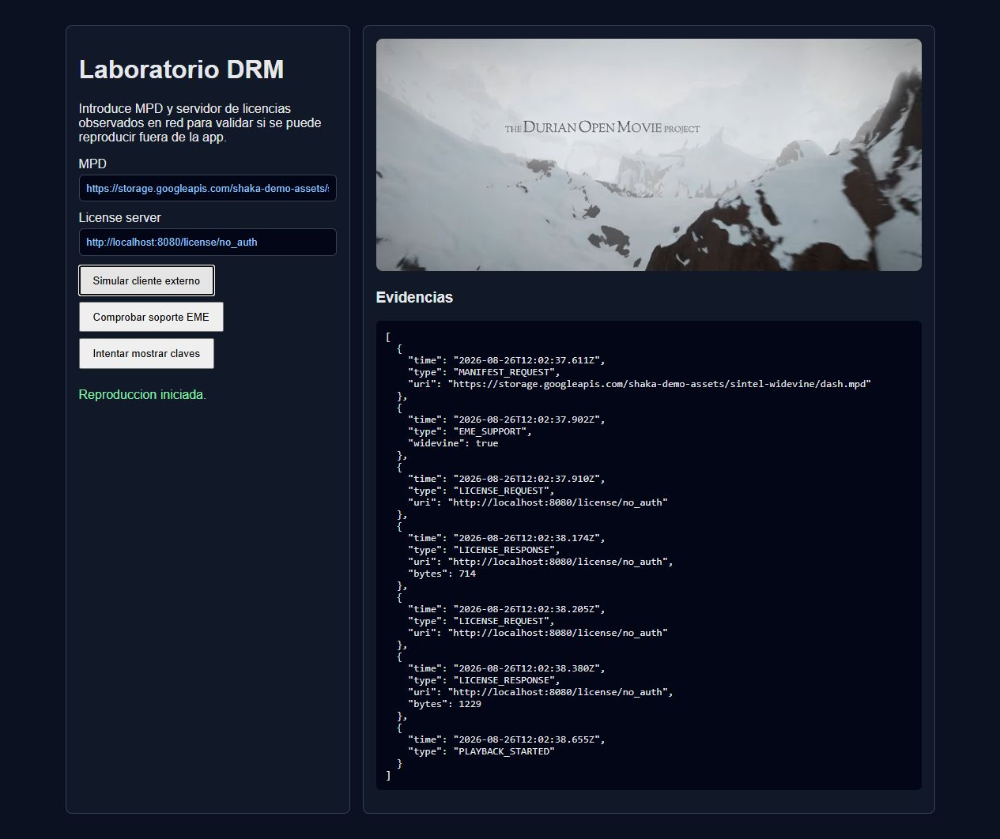 Laboratorio DRM
Introduce MPD y servidor de licencias
observados en red para validar si se puede
reproducir fuera de la app.
MPD
https://storage.googleapis.com/shaka-demo-assets/
License server
http://localhost:8080/license/no_auth
Simular cliente externo
Comprobar soporte EME
Intentar mostrar claves
Reproduccion iniciada.
THE DURIAN OPEN MOVIE PROJECT
Evidencias
[
{
"time": "2026-08-26T12:02:37.611Z",
"type": "MANIFEST_REQUEST",
"uri": "https://storage.googleapis.com/shaka-demo-assets/sintel-widevine/dash.mpd"
},
{
"time": "2026-08-26T12:02:37.902Z",
"type": "EME_SUPPORT",
"widevine": true
},
{
"time": "2026-08-26T12:02:37.910Z",
"type": "LICENSE_REQUEST",
"uri": "http://localhost:8080/license/no_auth"
},
{
"time": "2026-08-26T12:02:38.174Z",
"type": "LICENSE_RESPONSE",
"uri": "http://localhost:8080/license/no_auth",
"bytes": 714
},
{
"time": "2026-08-26T12:02:38.205Z",
"type": "LICENSE_REQUEST",
"uri": "http://localhost:8080/license/no_auth"
},
{
"time": "2026-08-26T12:02:38.380Z",
"type": "LICENSE_RESPONSE",
"uri": "http://localhost:8080/license/no_auth",
"bytes": 1229
},
{
"time": "2026-08-26T12:02:38.655Z",
"type": "PLAYBACK_STARTED"
}
]